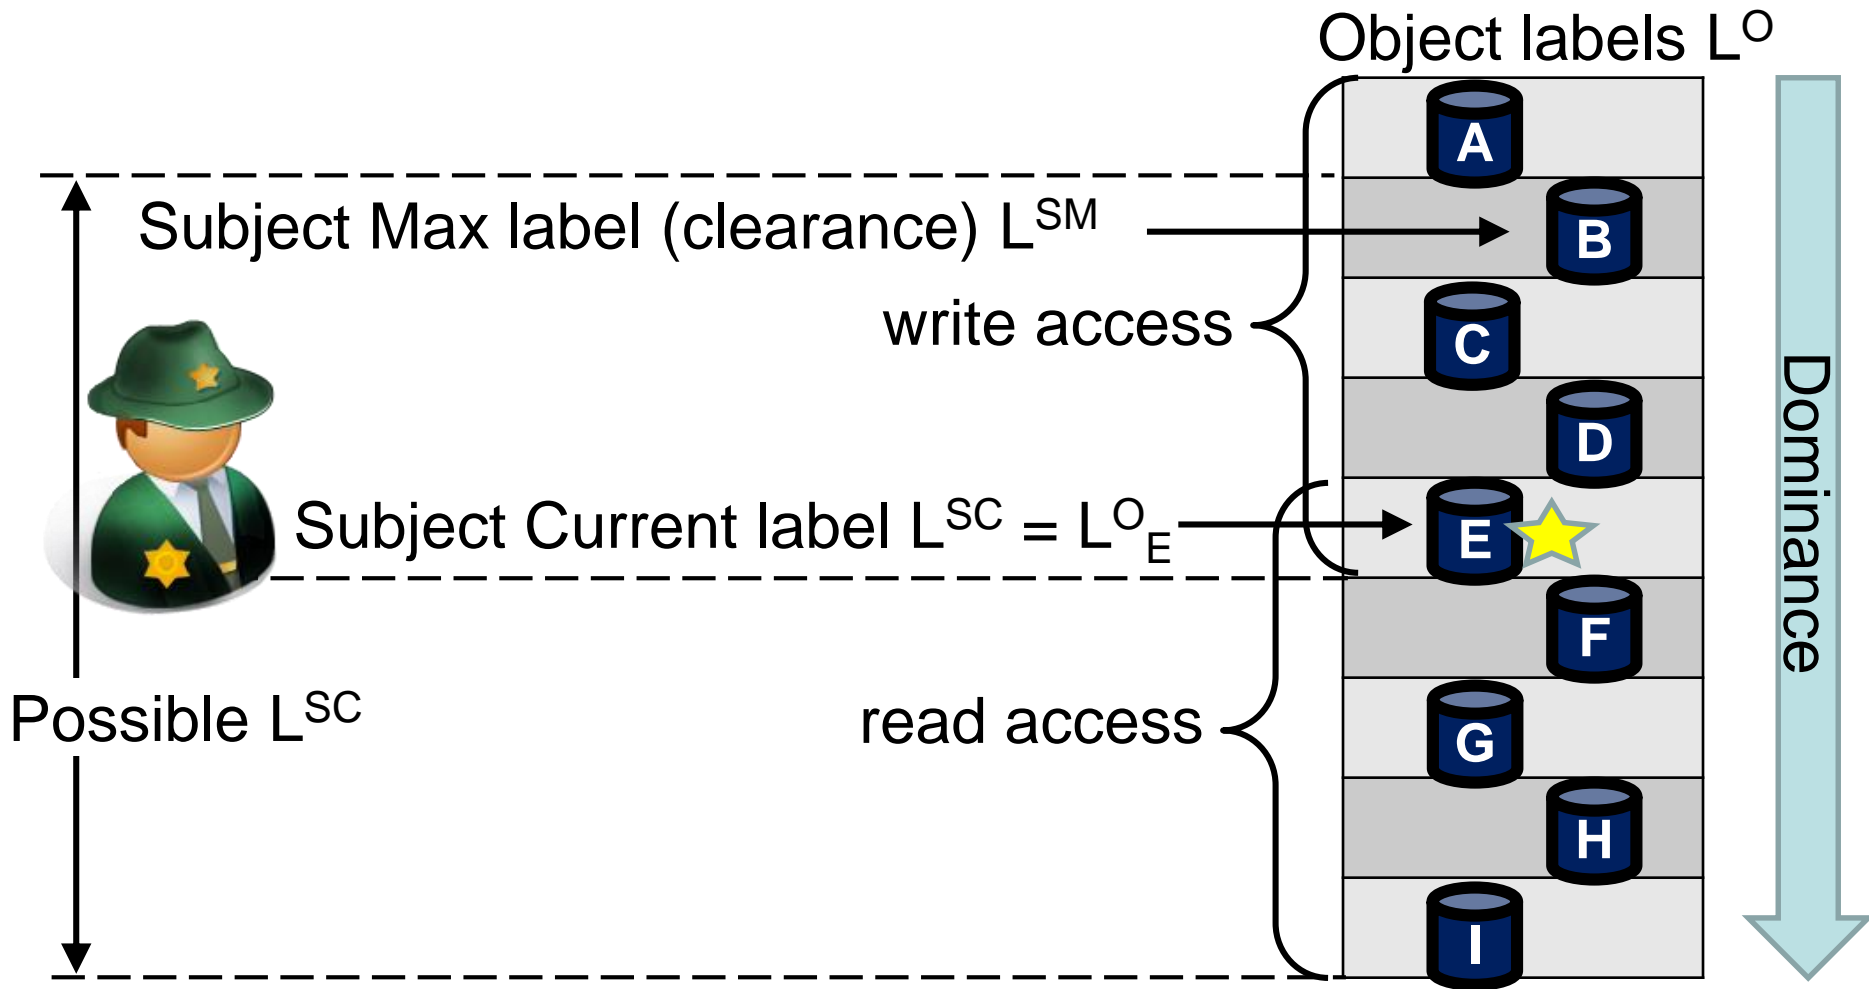 Object labels L^O
A
Subject Max label (clearance) L^SM
B
write access
C
D
Subject Current label L^SC = L^O_E
E
F
Possible L^SC
read access
G
H
I
Dominance